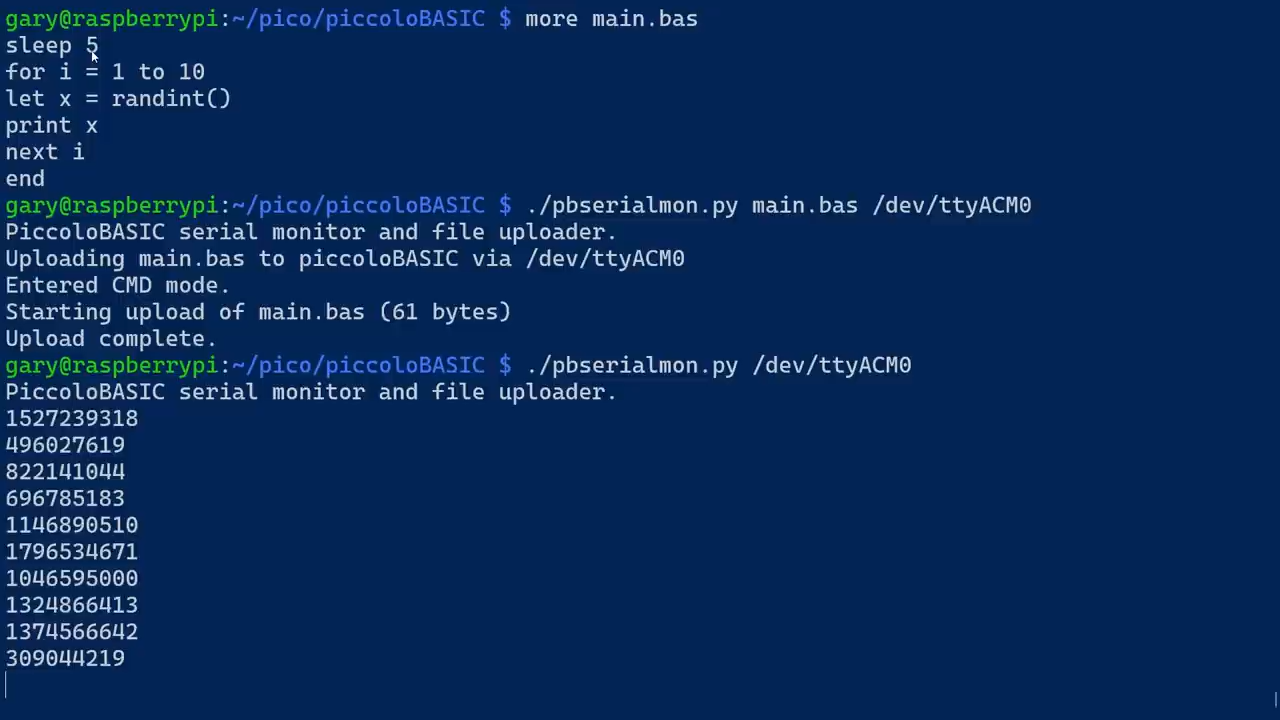 gary@raspberrypi:~/pico/piccoloBASIC $ more main.bas
sleep 5
for i = 1 to 10
let x = randint()
print x
next i
end
gary@raspberrypi:~/pico/piccoloBASIC $ ./pbserialmon.py main.bas /dev/ttyACM0
PiccoloBASIC serial monitor and file uploader.
Uploading main.bas to piccoloBASIC via /dev/ttyACM0
Entered CMD mode.
Starting upload of main.bas (61 bytes)
Upload complete.
gary@raspberrypi:~/pico/piccoloBASIC $ ./pbserialmon.py /dev/ttyACM0
PiccoloBASIC serial monitor and file uploader.
1527239318
496027619
822141044
696785183
1146890510
1796534671
1046595000
1324866413
1374566642
309044219